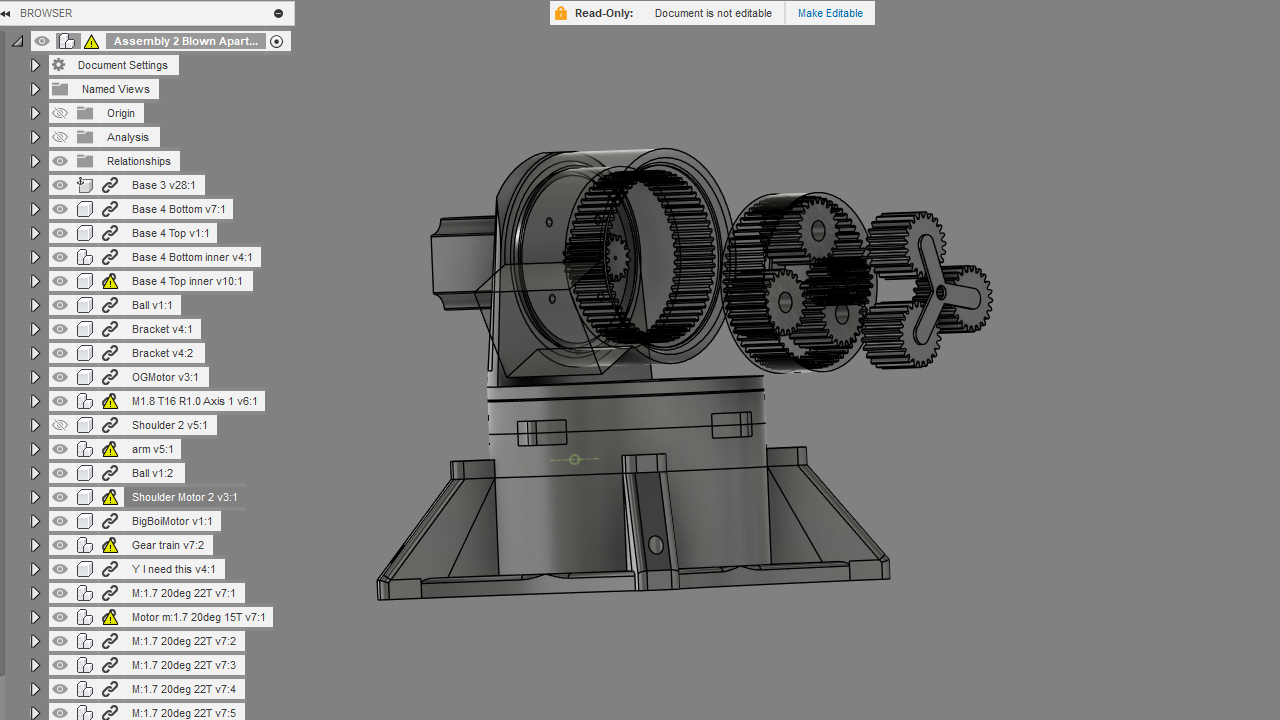 BROWSER
Read-Only: Document is not editable Make Editable
Assembly 2 Blown Apart...
Document Settings
Named Views
Origin
Analysis
Relationships
Base 3 v28:1
Base 4 Bottom v7:1
Base 4 Top v1:1
Base 4 Bottom inner v4:1
Base 4 Top inner v10:1
Ball v1:1
Bracket v4:1
Bracket v4:2
OGMotor v3:1
M1.8 T16 R1.0 Axis 1 v6:1
Shoulder 2 v5:1
arm v5:1
Ball v1:2
Shoulder Motor 2 v3:1
BigBoiMotor v1:1
Gear train v7:2
Y I need this v4:1
M:1.7 20deg 22T v7:1
Motor m:1.7 20deg 15T v7:1
M:1.7 20deg 22T v7:2
M:1.7 20deg 22T v7:3
M:1.7 20deg 22T v7:4
M:1.7 20deg 22T v7:5